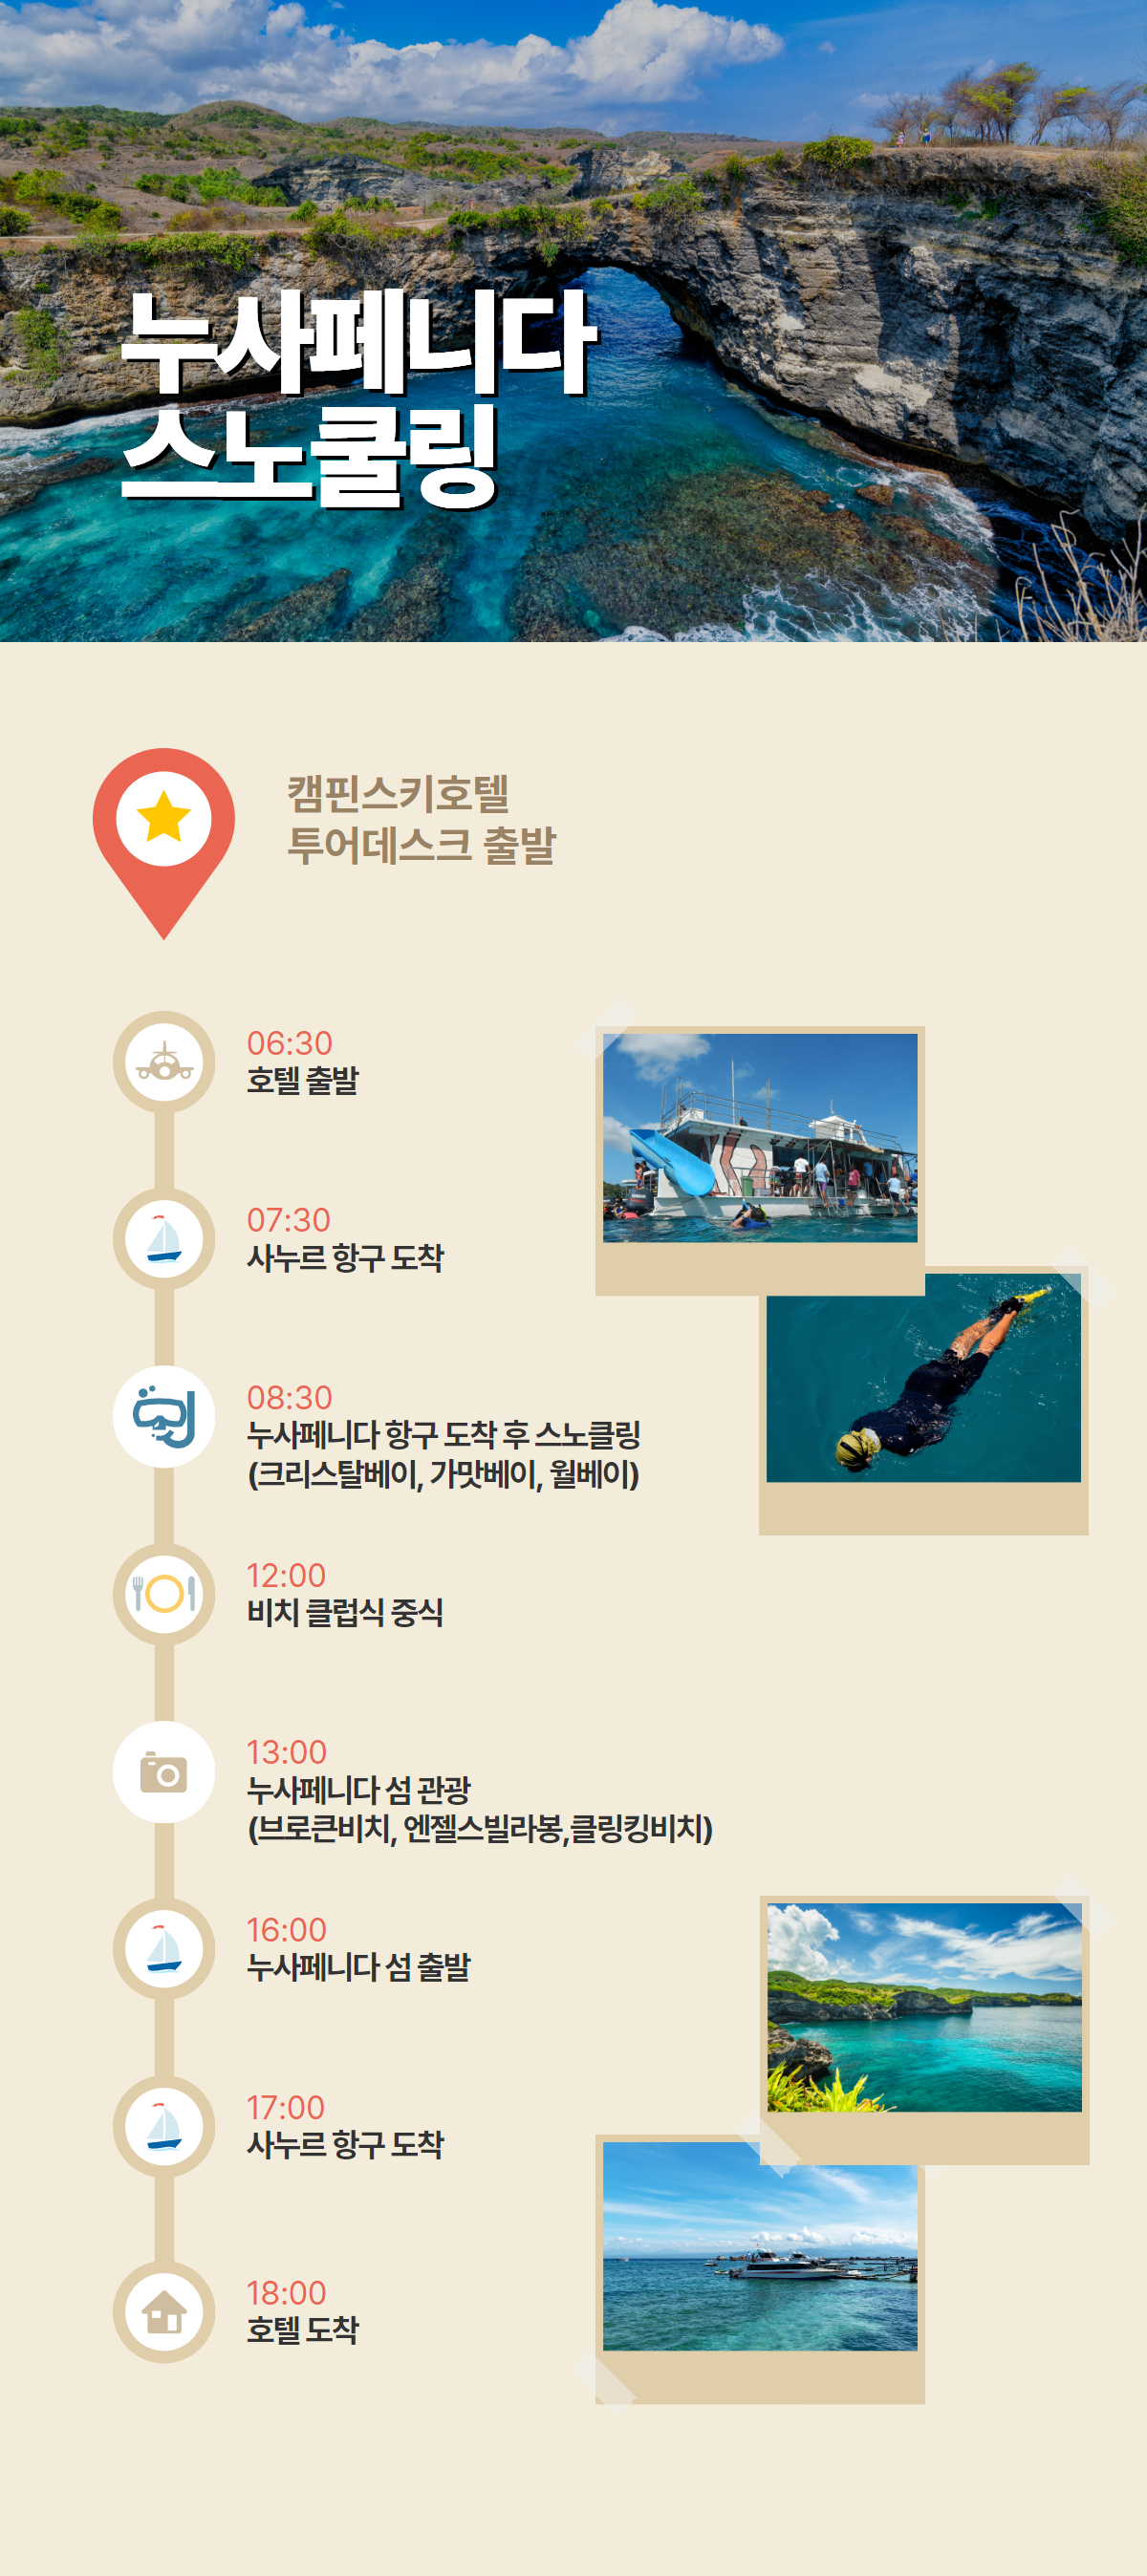 누사페니다
스노쿨링
캠핀스키호텔
투어데스크 출발
06:30
호텔 출발
07:30
사누르 항구 도착
08:30
누사페니다 항구 도착 후 스노클링
(크리스탈베이, 가맛베이, 월베이)
12:00
비치 클럽식 중식
13:00
누사페니다 섬 관광
(브로큰비치, 엔젤스빌라봉,클링킹비치)
16:00
누사페니다 섬 출발
17:00
사누르 항구 도착
18:00
호텔 도착